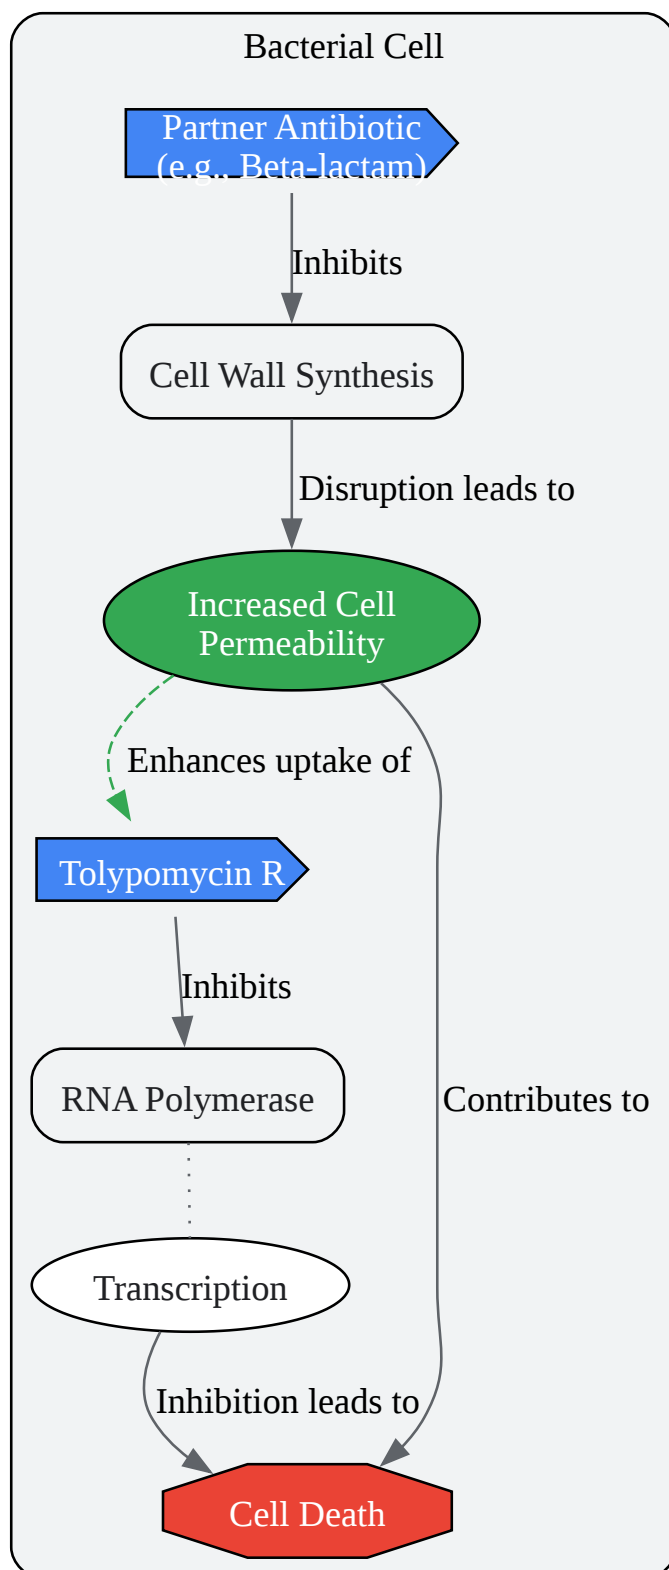 Bacterial Cell
Partner Antibiotic
(e.g., Beta-lactam)
Inhibits
Cell Wall Synthesis
Disruption leads to
Increased Cell
Permeability
Enhances uptake of
Tolypomycin R
Inhibits
RNA Polymerase
Contributes to
Transcription
Inhibition leads to
Cell Death